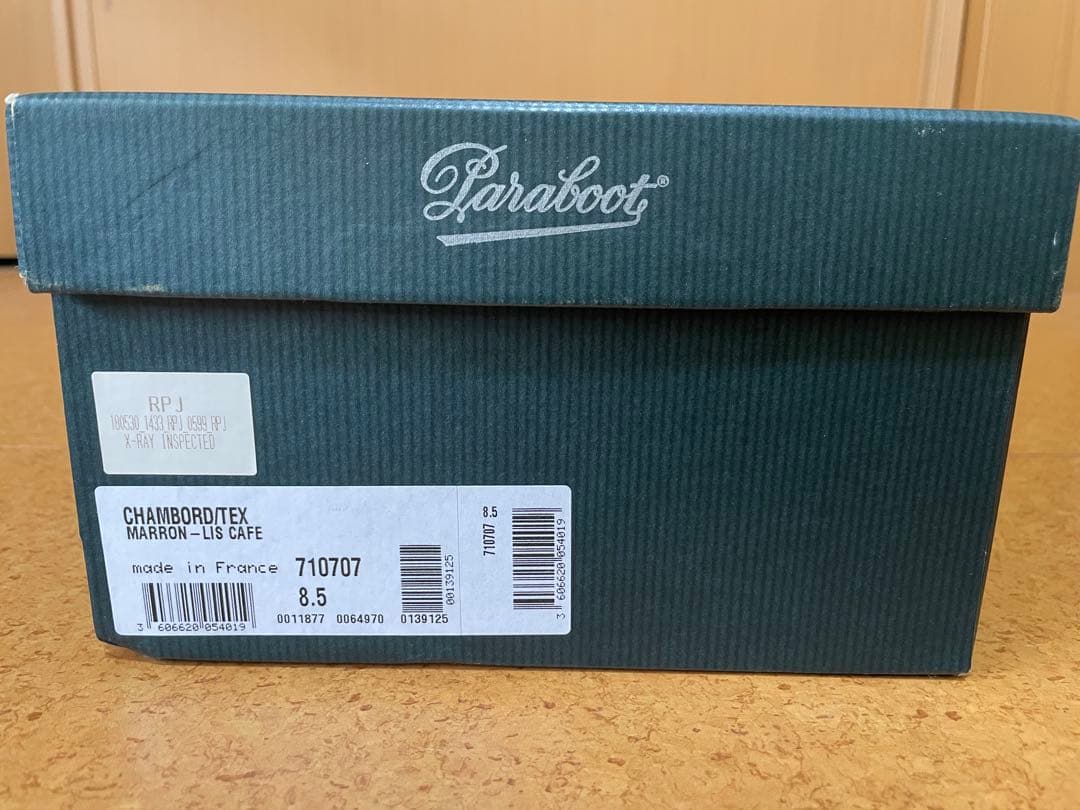 Paraboot®
RPJ
180530 1433 RPJ 0599 RPJ
X-RAY INSPECTED
CHAMBORD/TEX
MARRON-LIS CAFE
made in France 710707
8.5
3 606620 054019
0011877 0064970 0139125
00139125
8.5
710707
3 606620 054019